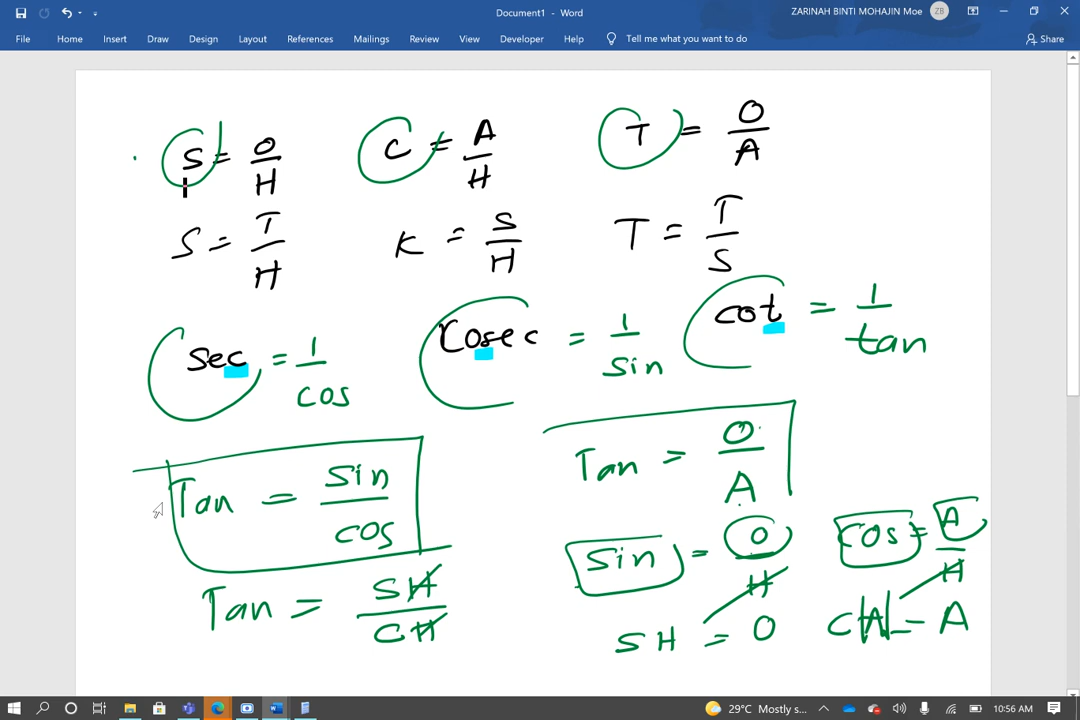 Document1 - Word
ZARINAH BINTI MOHAJIN Moe ZB
File Home Insert Draw Design Layout References Mailings Review View Developer Help Tell me what you want to do Share
S = O/H C = A/H T = O/A
S = T/H K = S/H T = T/S
sec = 1/cos cosec = 1/sin cot = 1/tan
Tan = sin/cos Tan = O/A
sin = O/H cos = A/H
Tan = SH/CH SH = O CH = A
29°C Mostly s... 10:56 AM